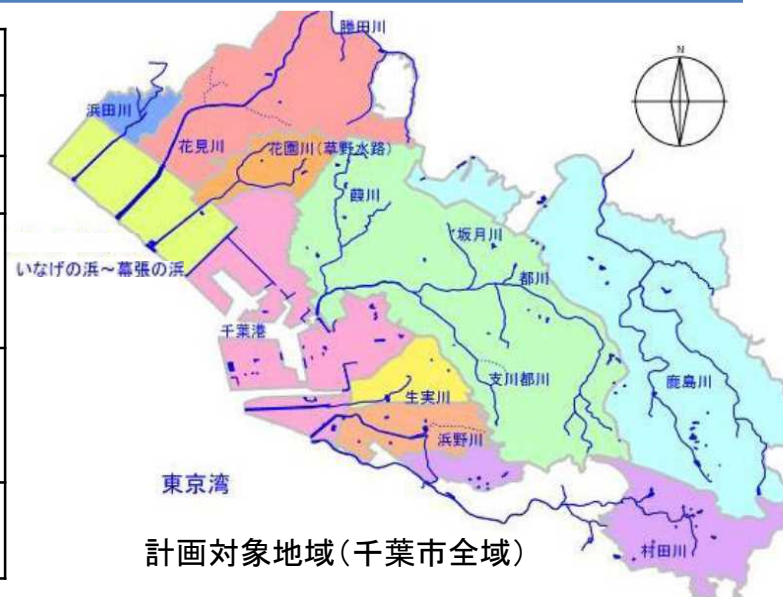 勝田川
N
浜田川
花見川
花園川(草野水路)
葭川
坂月川
都川
いなげの浜~幕張の浜
千葉港
支川都川
鹿島川
生実川
浜野川
東京湾
村田川
計画対象地域(千葉市全域)